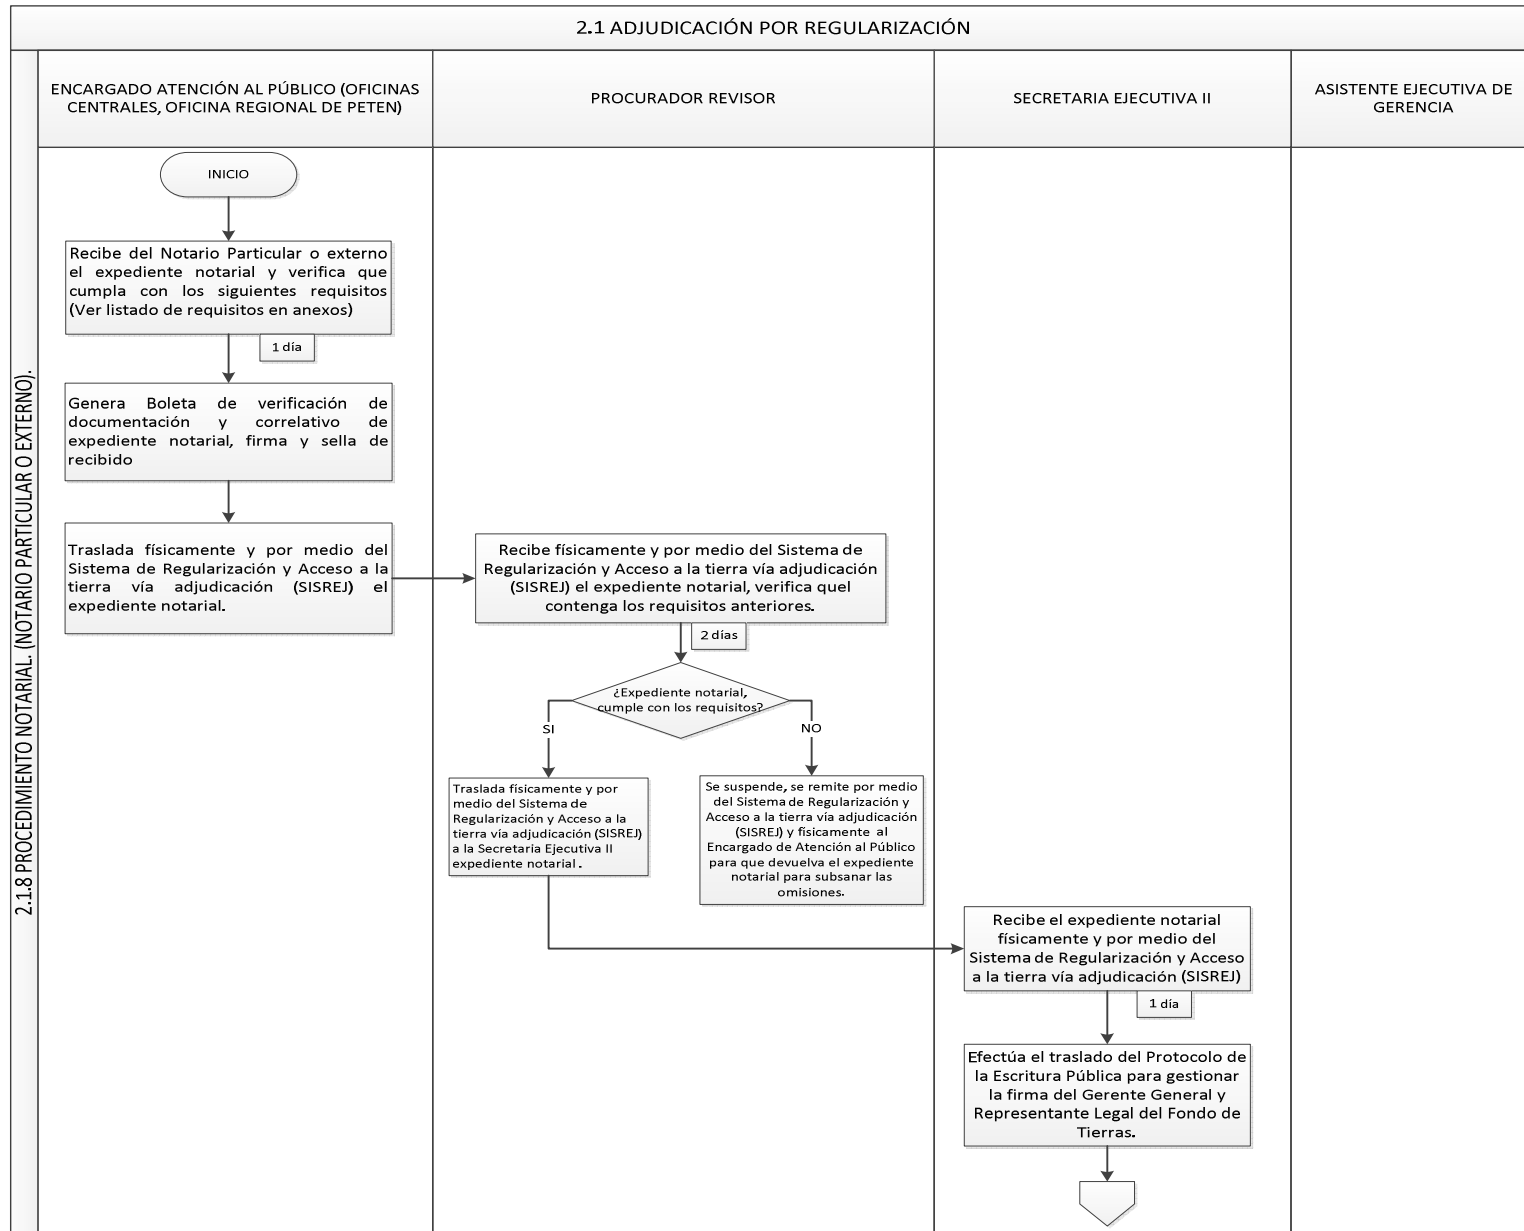 2.1 ADJUDICACIÓN POR REGULARIZACIÓN
2.1.8 PROCEDIMIENTO NOTARIAL. (NOTARIO PARTICULAR O EXTERNO).
ENCARGADO ATENCIÓN AL PÚBLICO (OFICINAS
CENTRALES, OFICINA REGIONAL DE PETEN)
PROCURADOR REVISOR
SECRETARIA EJECUTIVA II
ASISTENTE EJECUTIVA DE
GERENCIA
INICIO
Recibe del Notario Particular o externo
el expediente notarial y verifica que
cumpla con los siguientes requisitos
(Ver listado de requisitos en anexos)
1 día
Genera Boleta de verificación de
documentación y correlativo de
expediente notarial, firma y sella de
recibido
Traslada físicamente y por medio del
Sistema de Regularización y Acceso a la
tierra vía adjudicación (SISREJ) el
expediente notarial.
Recibe físicamente y por medio del Sistema de
Regularización y Acceso a la tierra vía adjudicación
(SISREJ) el expediente notarial, verifica quel
contenga los requisitos anteriores.
2 días
¿Expediente notarial,
cumple con los requisitos?
SI
NO
Traslada físicamente y por
medio del Sistema de
Regularización y Acceso a la
tierra vía adjudicación (SISREJ)
a la Secretaria Ejecutiva II
expediente notarial .
Se suspende, se remite por medio
del Sistema de Regularización y
Acceso a la tierra vía adjudicación
(SISREJ) y físicamente al
Encargado de Atención al Público
para que devuelva el expediente
notarial para subsanar las
omisiones.
Recibe el expediente notarial
físicamente y por medio del
Sistema de Regularización y Acceso
a la tierra vía adjudicación (SISREJ)
1 día
Efectúa el traslado del Protocolo de
la Escritura Pública para gestionar
la firma del Gerente General y
Representante Legal del Fondo de
Tierras.